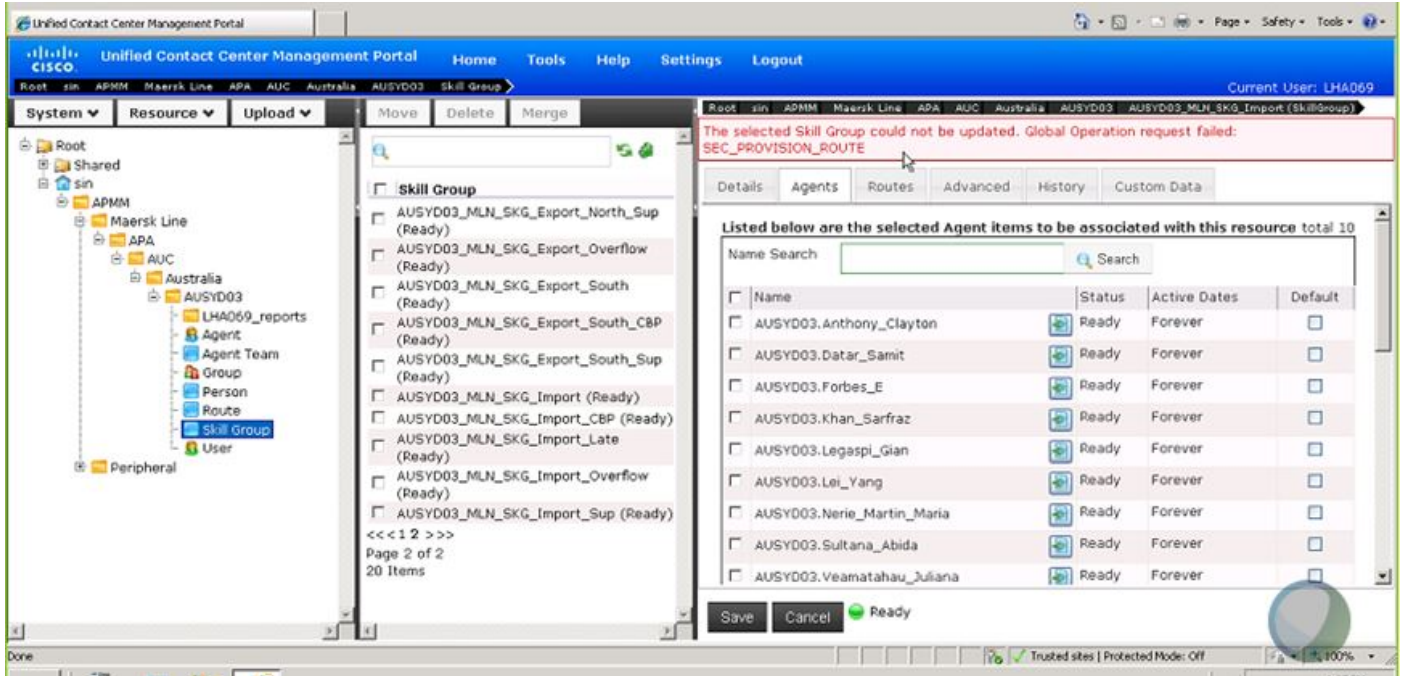 Unified Contact Center Management Portal
Page Safety Tools
cisco Unified Contact Center Management Portal Home Tools Help Settings Logout
Root sin APMM Maersk Line APA AUC Australia AUSYD03 Skill Group
Current User: LHA069
System Resource Upload
Root
Shared
sin
APMM
Maersk Line
APA
AUC
Australia
AUSYD03
LHA069_reports
Agent
Agent Team
Group
Person
Route
Skill Group
User
Peripheral
Move Delete Merge
Skill Group
AUSYD03_MLN_SKG_Export_North_Sup
(Ready)
AUSYD03_MLN_SKG_Export_Overflow
(Ready)
AUSYD03_MLN_SKG_Export_South
(Ready)
AUSYD03_MLN_SKG_Export_South_CBP
(Ready)
AUSYD03_MLN_SKG_Export_South_Sup
(Ready)
AUSYD03_MLN_SKG_Import (Ready)
AUSYD03_MLN_SKG_Import_CBP (Ready)
AUSYD03_MLN_SKG_Import_Late
(Ready)
AUSYD03_MLN_SKG_Import_Overflow
(Ready)
AUSYD03_MLN_SKG_Import_Sup (Ready)
<<<1 2 >>>
Page 2 of 2
20 Items
Root sin APMM Maersk Line APA AUC Australia AUSYD03 AUSYD03_MLN_SKG_Import (SkillGroup)
The selected Skill Group could not be updated. Global Operation request failed:
SEC_PROVISION_ROUTE
Details Agents Routes Advanced History Custom Data
Listed below are the selected Agent items to be associated with this resource total 10
Name Search Search
Name Status Active Dates Default
AUSYD03.Anthony_Clayton Ready Forever
AUSYD03.Datar_Samit Ready Forever
AUSYD03.Forbes_E Ready Forever
AUSYD03.Khan_Sarfraz Ready Forever
AUSYD03.Legaspi_Gian Ready Forever
AUSYD03.Lei_Yang Ready Forever
AUSYD03.Nerie_Martin_Maria Ready Forever
AUSYD03.Sultana_Abida Ready Forever
AUSYD03.Veamatahau_Juliana Ready Forever
Save Cancel Ready
Done
Trusted sites | Protected Mode: Off
100%